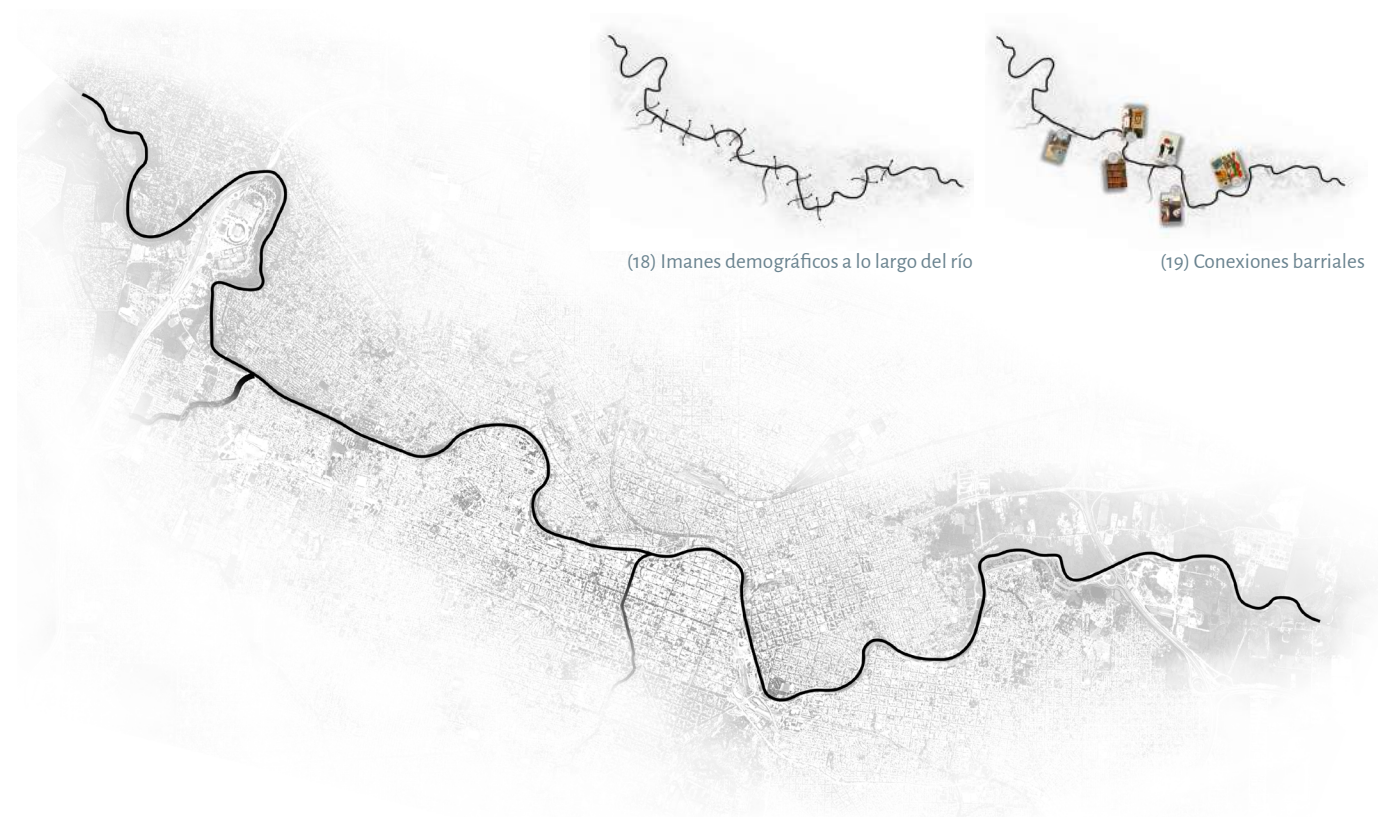 (18) Imanes demográficos a lo largo del río
(19) Conexiones barriales